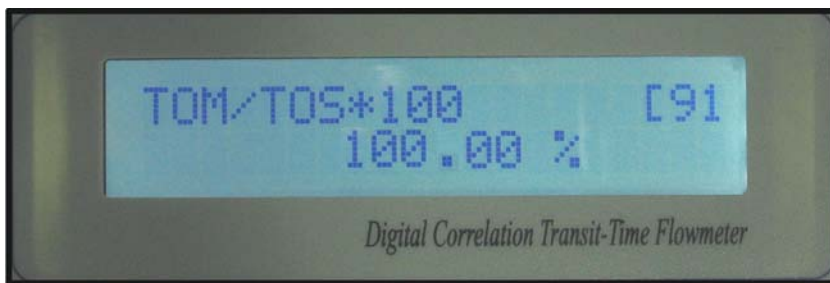 TOM/TOS*100 [91
100.00 %
Digital Correlation Transit-Time Flowmeter